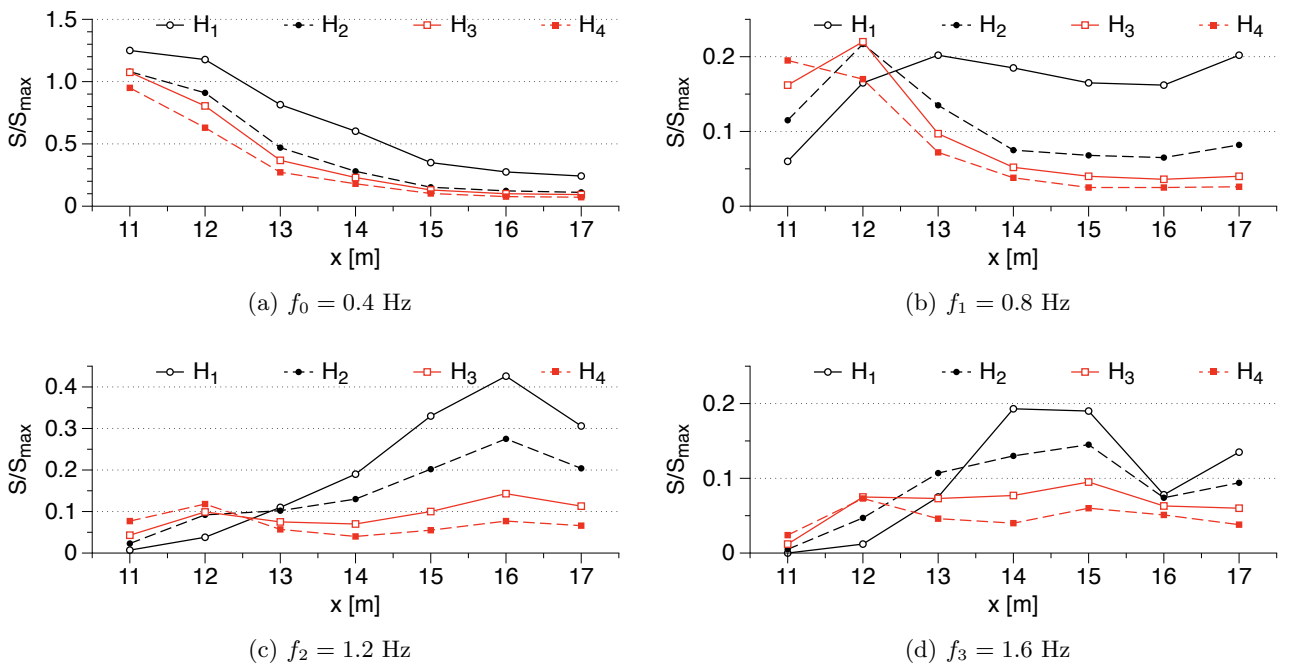 H₁ H₂ H₃ H₄
1.5
1.0
0.5
0
S/S_max
11 12 13 14 15 16 17
x [m]
(a) f₀ = 0.4 Hz
H₁ H₂ H₃ H₄
0.2
0.1
0
S/S_max
11 12 13 14 15 16 17
x [m]
(b) f₁ = 0.8 Hz
H₁ H₂ H₃ H₄
0.4
0.3
0.2
0.1
0
S/S_max
11 12 13 14 15 16 17
x [m]
(c) f₂ = 1.2 Hz
H₁ H₂ H₃ H₄
0.2
0.1
0
S/S_max
11 12 13 14 15 16 17
x [m]
(d) f₃ = 1.6 Hz